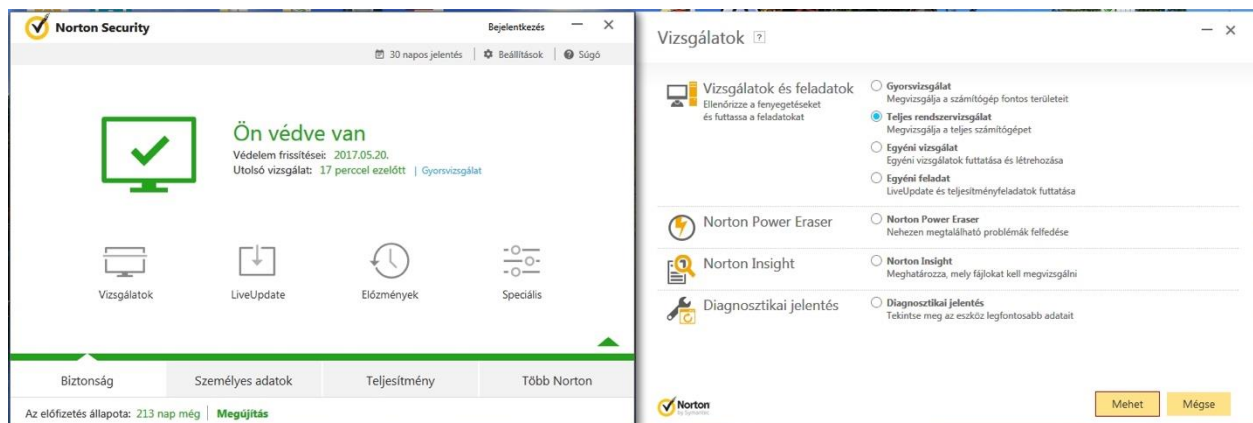 Norton Security
Bejelentkezés
30 napos jelentés
Beállítások
Súgó
Ön védve van
Védelem frissítései: 2017.05.20.
Utolsó vizsgálat: 17 perccel ezelőtt | Gyorsvizsgálat
Vizsgálatok
LiveUpdate
Előzmények
Speciális
Biztonság
Személyes adatok
Teljesítmény
Több Norton
Az előfizetés állapota: 213 nap még | Megújítás
Vizsgálatok ?
Vizsgálatok és feladatok
Ellenőrizze a fenyegetéseket
és futtassa a feladatokat
Gyorsvizsgálat
Megvizsgálja a számítógép fontos területeit
Teljes rendszervizsgálat
Megvizsgálja a teljes számítógépet
Egyéni vizsgálat
Egyéni vizsgálatok futtatása és létrehozása
Egyéni feladat
LiveUpdate és teljesítményfeladatok futtatása
Norton Power Eraser
Norton Power Eraser
Nehezen megtalálható problémák felfedése
Norton Insight
Norton Insight
Meghatározza, mely fájlokat kell megvizsgálni
Diagnosztikai jelentés
Diagnosztikai jelentés
Tekintse meg az eszköz legfontosabb adatait
Norton
by Symantec
Mehet
Mégse